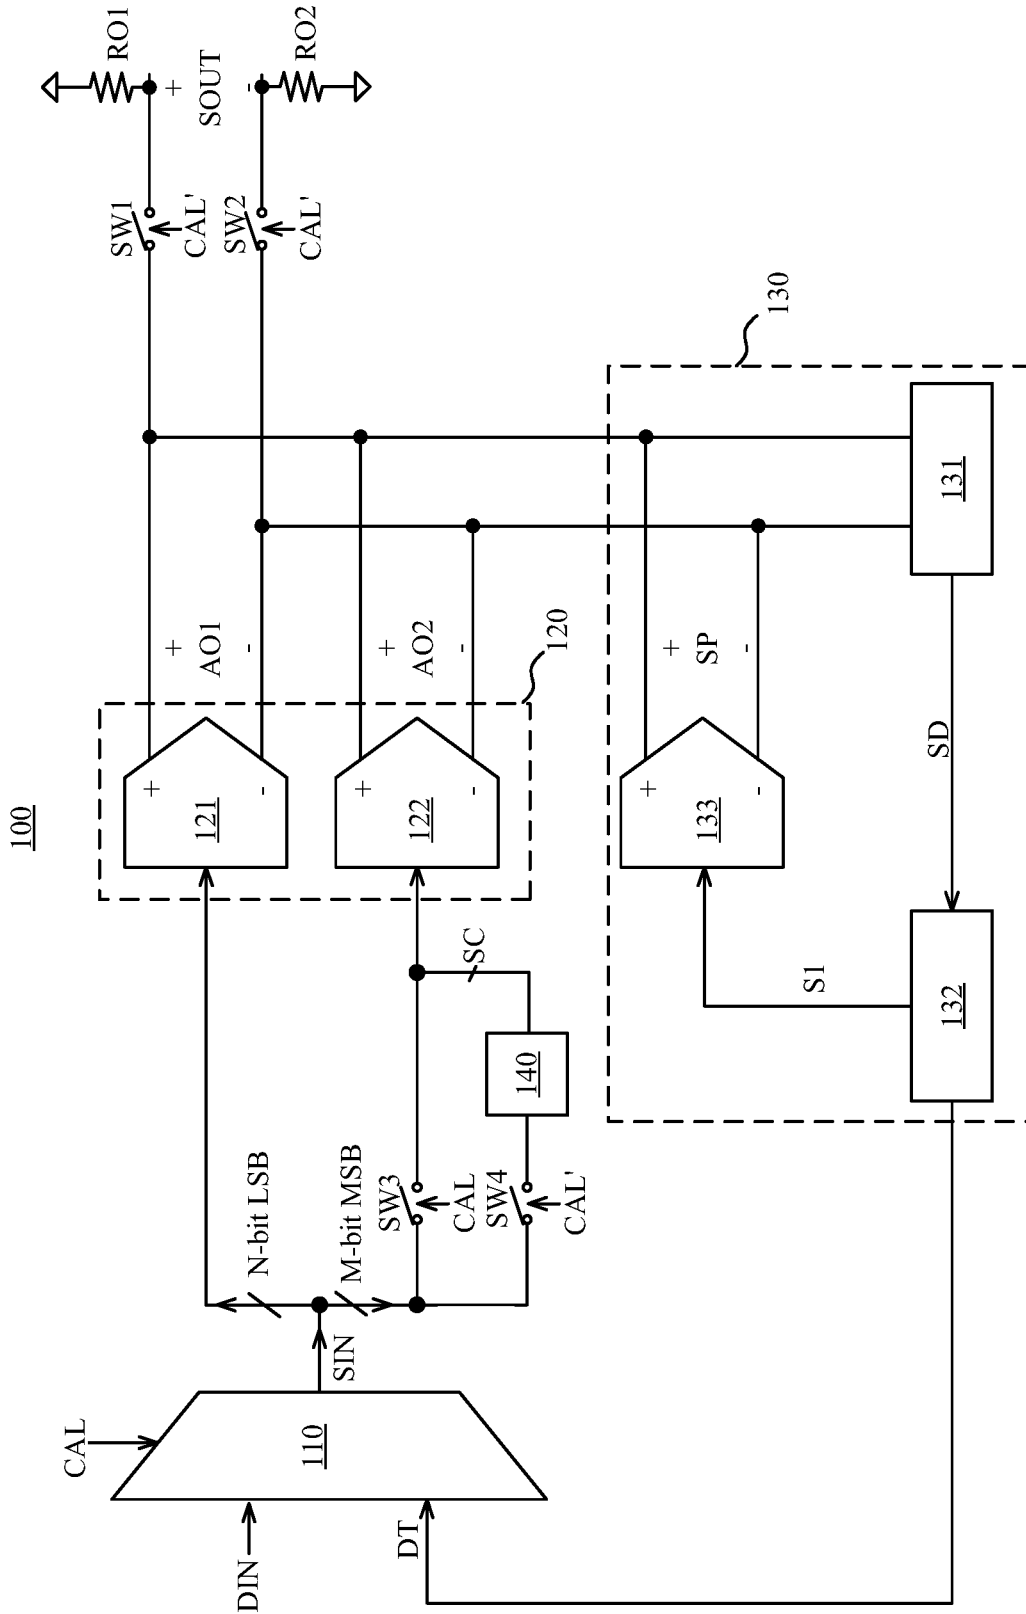 100
CAL
DIN
DT
110
SIN
N-bit LSB
M-bit MSB
SW3
CAL
SW4
CAL'
140
SC
121
+
-
122
+
-
120
+
AO1
-
+
AO2
-
SW1
CAL'
SW2
CAL'
RO1
+
SOUT
-
RO2
130
133
+
-
+
SP
-
S1
132
SD
131